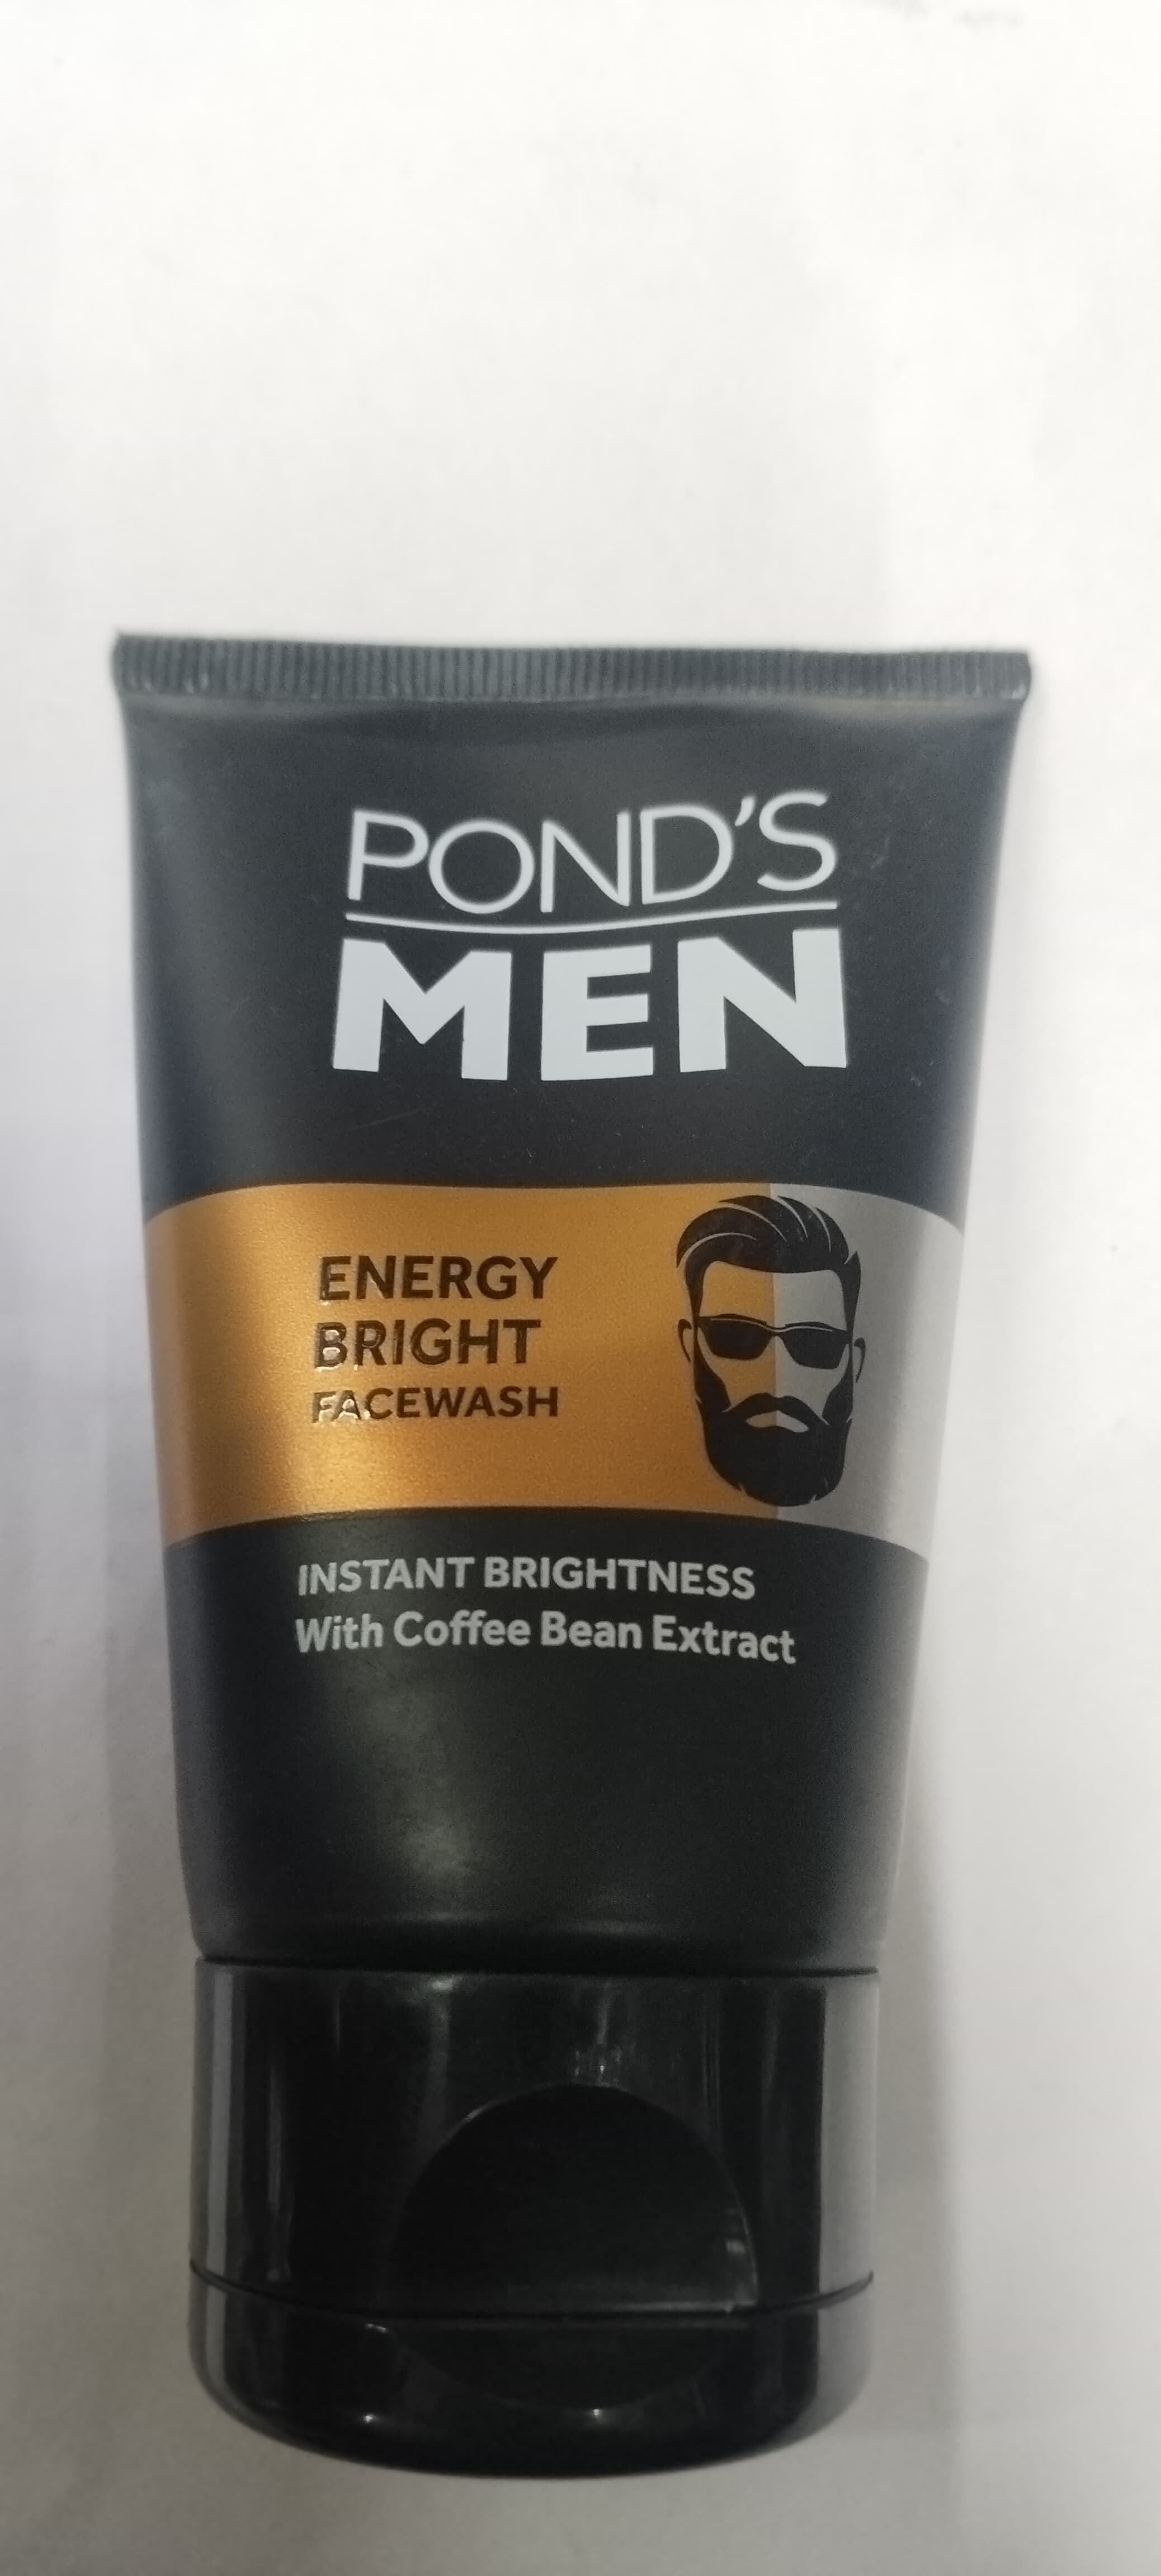 POND'S
MEN
ENERGY
BRIGHT
FACEWASH
INSTANT BRIGHTNESS
With Coffee Bean Extract